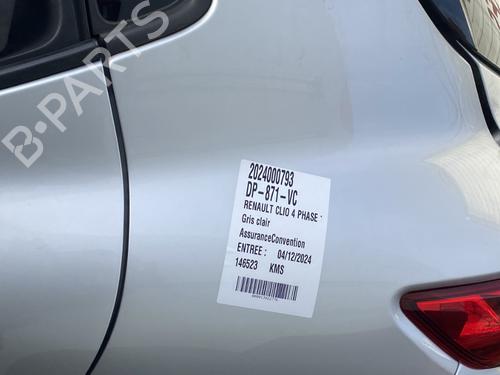 B-PARTS
2024000793
DP-871-VC
RENAULT CLIO 4 PHASE
Gris clair
AssuranceConvention
ENTREE : 04/12/2024
146523 KMS